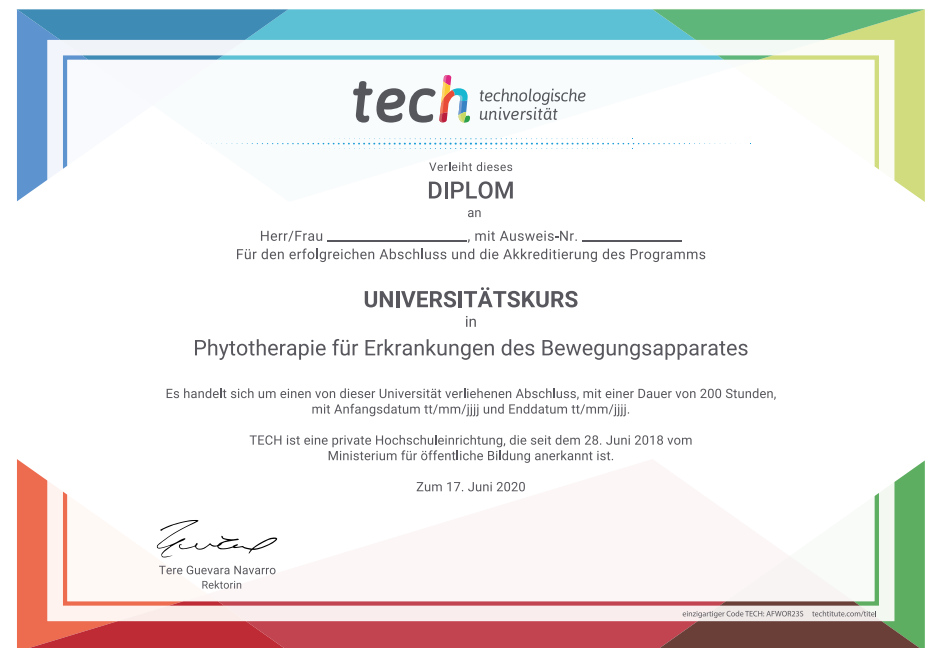 tech technologische
universität
Verleiht dieses
DIPLOM
an
Herr/Frau ____________________, mit Ausweis-Nr. ______________
Für den erfolgreichen Abschluss und die Akkreditierung des Programms
UNIVERSITÄTSKURS
in
Phytotherapie für Erkrankungen des Bewegungsapparates
Es handelt sich um einen von dieser Universität verliehenen Abschluss, mit einer Dauer von 200 Stunden,
mit Anfangsdatum tt/mm/jjjj und Enddatum tt/mm/jjjj.
TECH ist eine private Hochschuleinrichtung, die seit dem 28. Juni 2018 vom
Ministerium für öffentliche Bildung anerkannt ist.
Zum 17. Juni 2020
Tere Guevara Navarro
Rektorin
einzigartiger Code TECH: AFWOR23S techtitute.com/titel